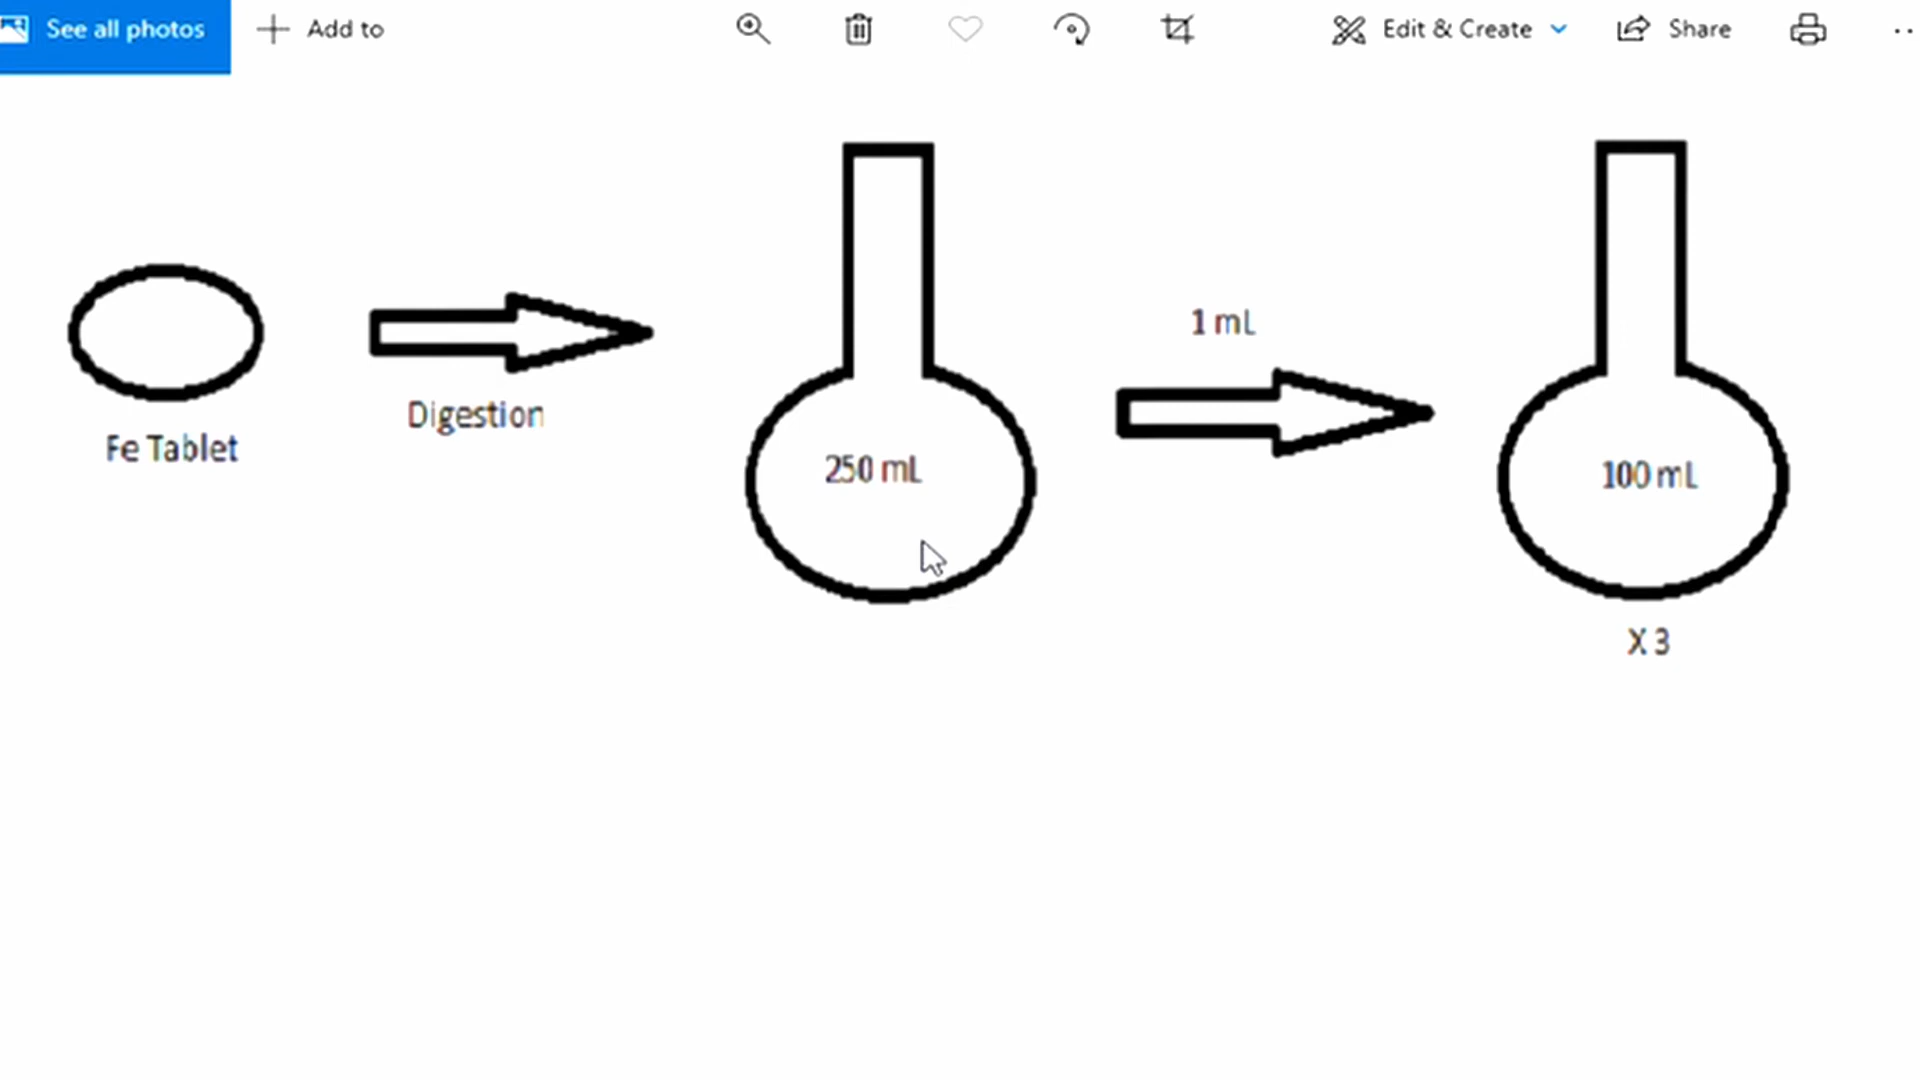 See all photos
Add to
Edit & Create
Share
Fe Tablet
Digestion
250 mL
1 mL
100 mL
X 3